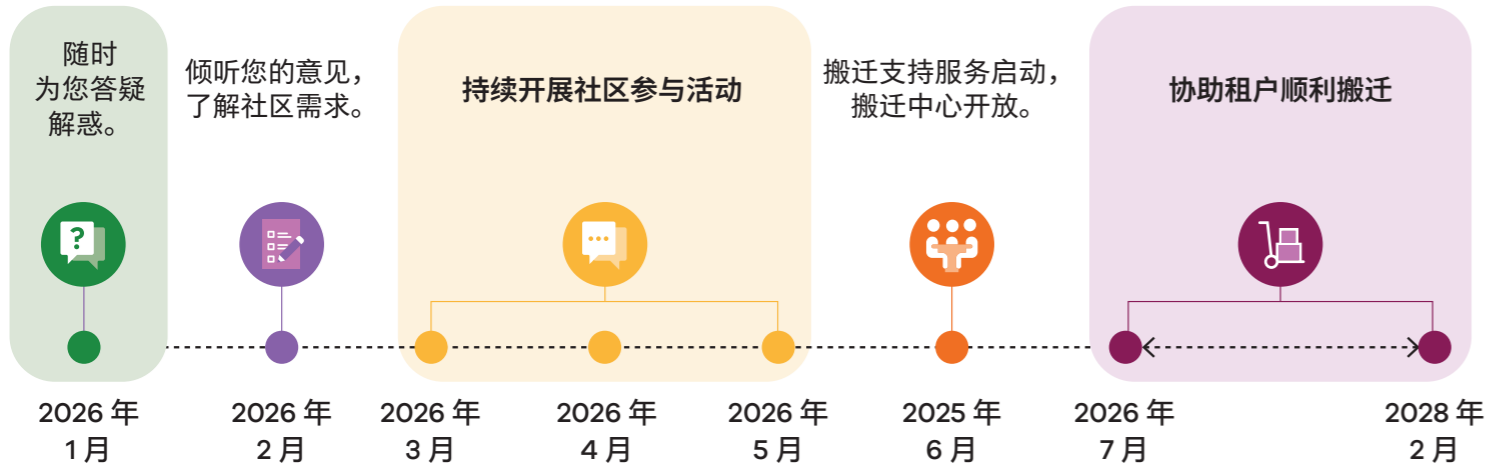 随时
为您答疑
解惑。
倾听您的意见，
了解社区需求。
持续开展社区参与活动
搬迁支持服务启动，
搬迁中心开放。
协助租户顺利搬迁
?
2026 年
1 月
2026 年
2 月
2026 年
3 月
2026 年
4 月
2026 年
5 月
2025 年
6 月
2026 年
7 月
2028 年
2 月